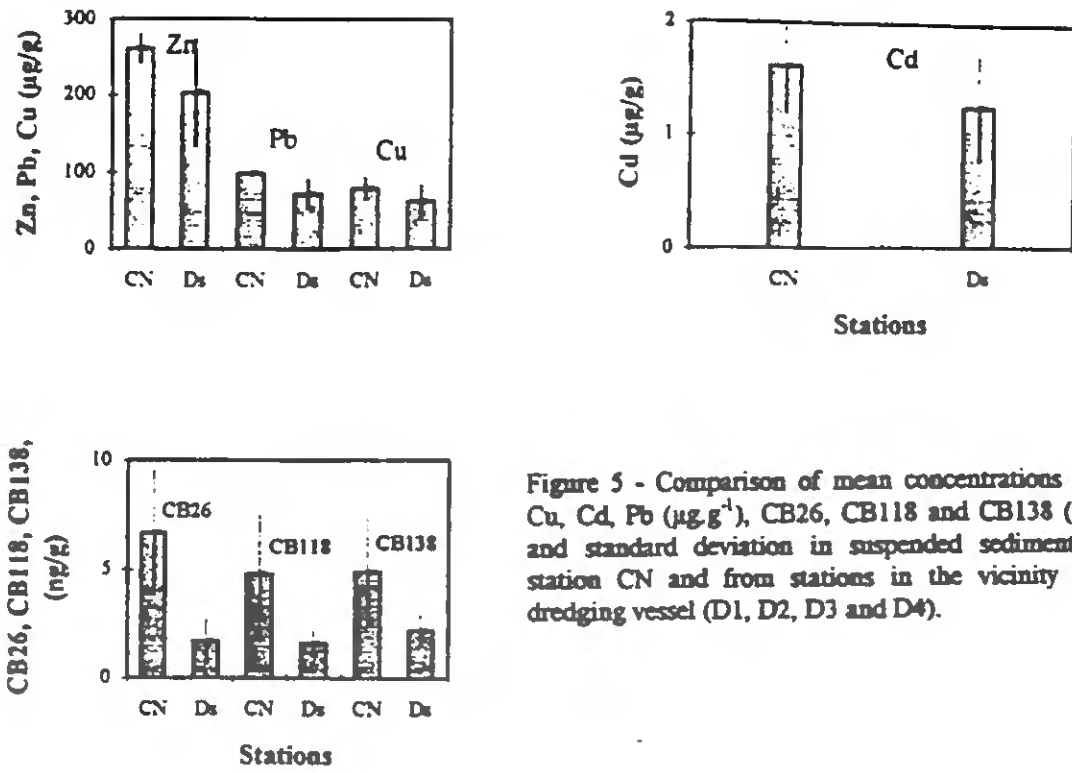 Zn, Pb, Cu (µg/g)
300
200
100
0
Zn
Pb
Cu
CN Ds CN Ds CN Ds
Cd (µg/g)
2
1
0
Cd
CN Ds
Stations
CB26, CB118, CB138,
(ng/g)
10
5
0
CB26
CB118
CB138
CN Ds CN Ds CN Ds
Stations
Figure 5 - Comparison of mean concentrations
Cu, Cd, Pb (µg.g⁻¹), CB26, CB118 and CB138 (
and standard deviation in suspended sediment
station CN and from stations in the vicinity
dredging vessel (D1, D2, D3 and D4).